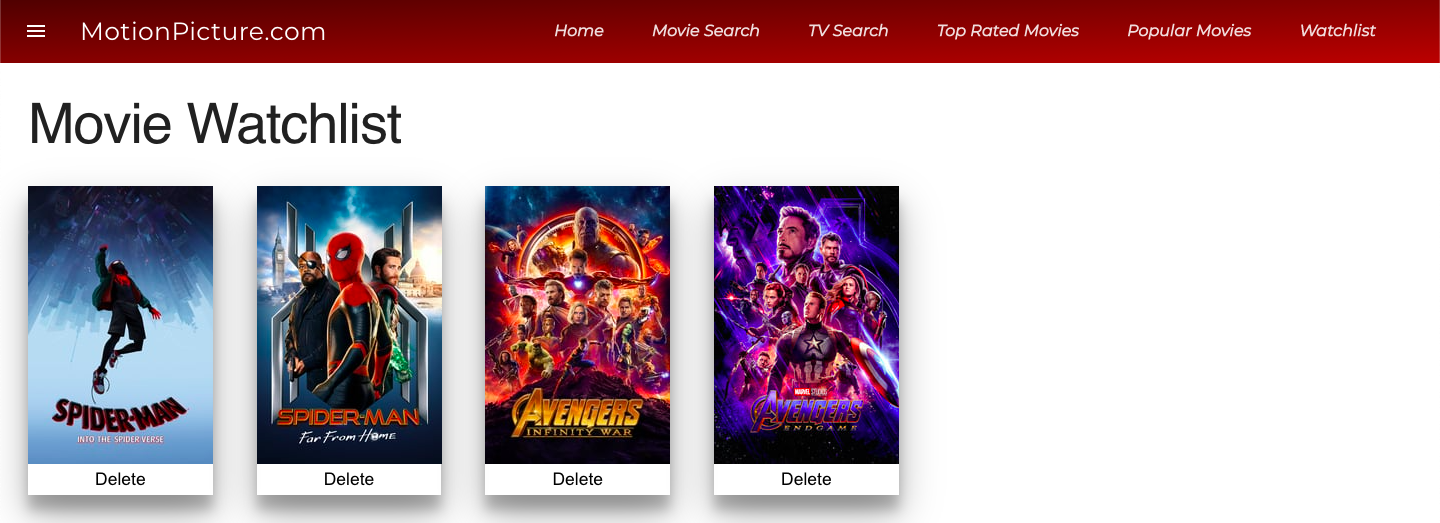 MotionPicture.com
Home
Movie Search
TV Search
Top Rated Movies
Popular Movies
Watchlist
Movie Watchlist
SPIDER-MAN
INTO THE SPIDER-VERSE
Delete
SPIDER-MAN
Far From Home
Delete
AVENGERS
INFINITY WAR
Delete
MARVEL STUDIOS
AVENGERS
ENDGAME
Delete